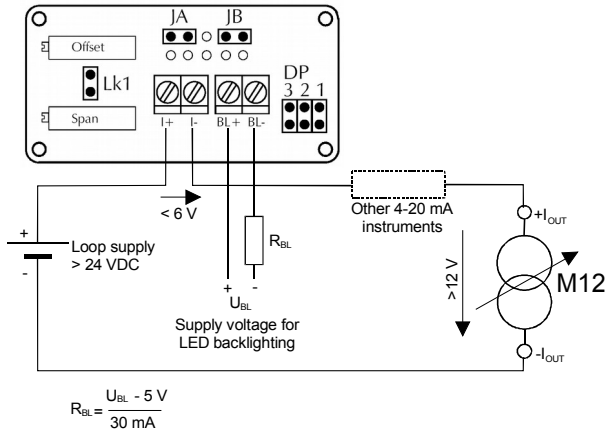 JA JB
Offset
Lk1
DP
3 2 1
Span
I+ I- BL+ BL-
< 6 V
Other 4-20 mA
instruments
+I_OUT
+
Loop supply
> 24 VDC
-
R_BL
>12 V
M12
+ -
U_BL
Supply voltage for
LED backlighting
-I_OUT
R_BL = U_BL - 5 V
30 mA